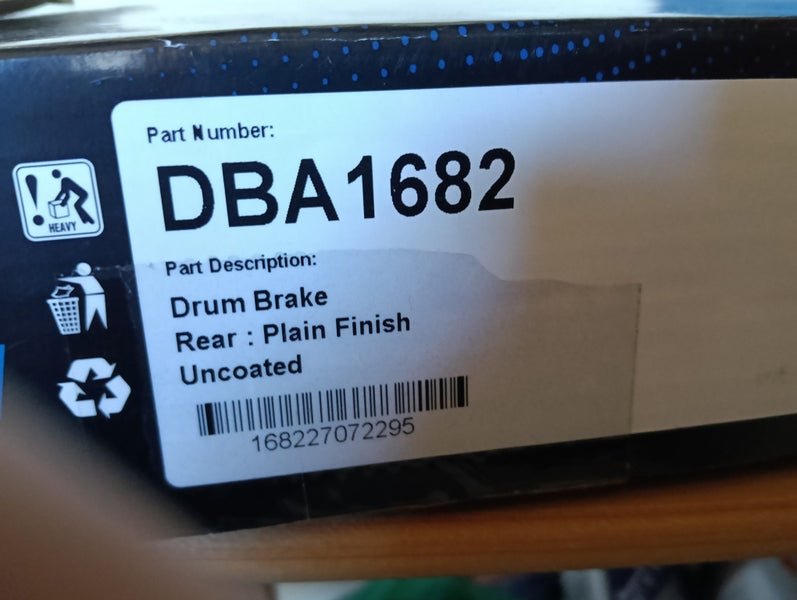 Part Number:
DBA1682
HEAVY
Part Description:
Drum Brake
Rear : Plain Finish
Uncoated
168227072295